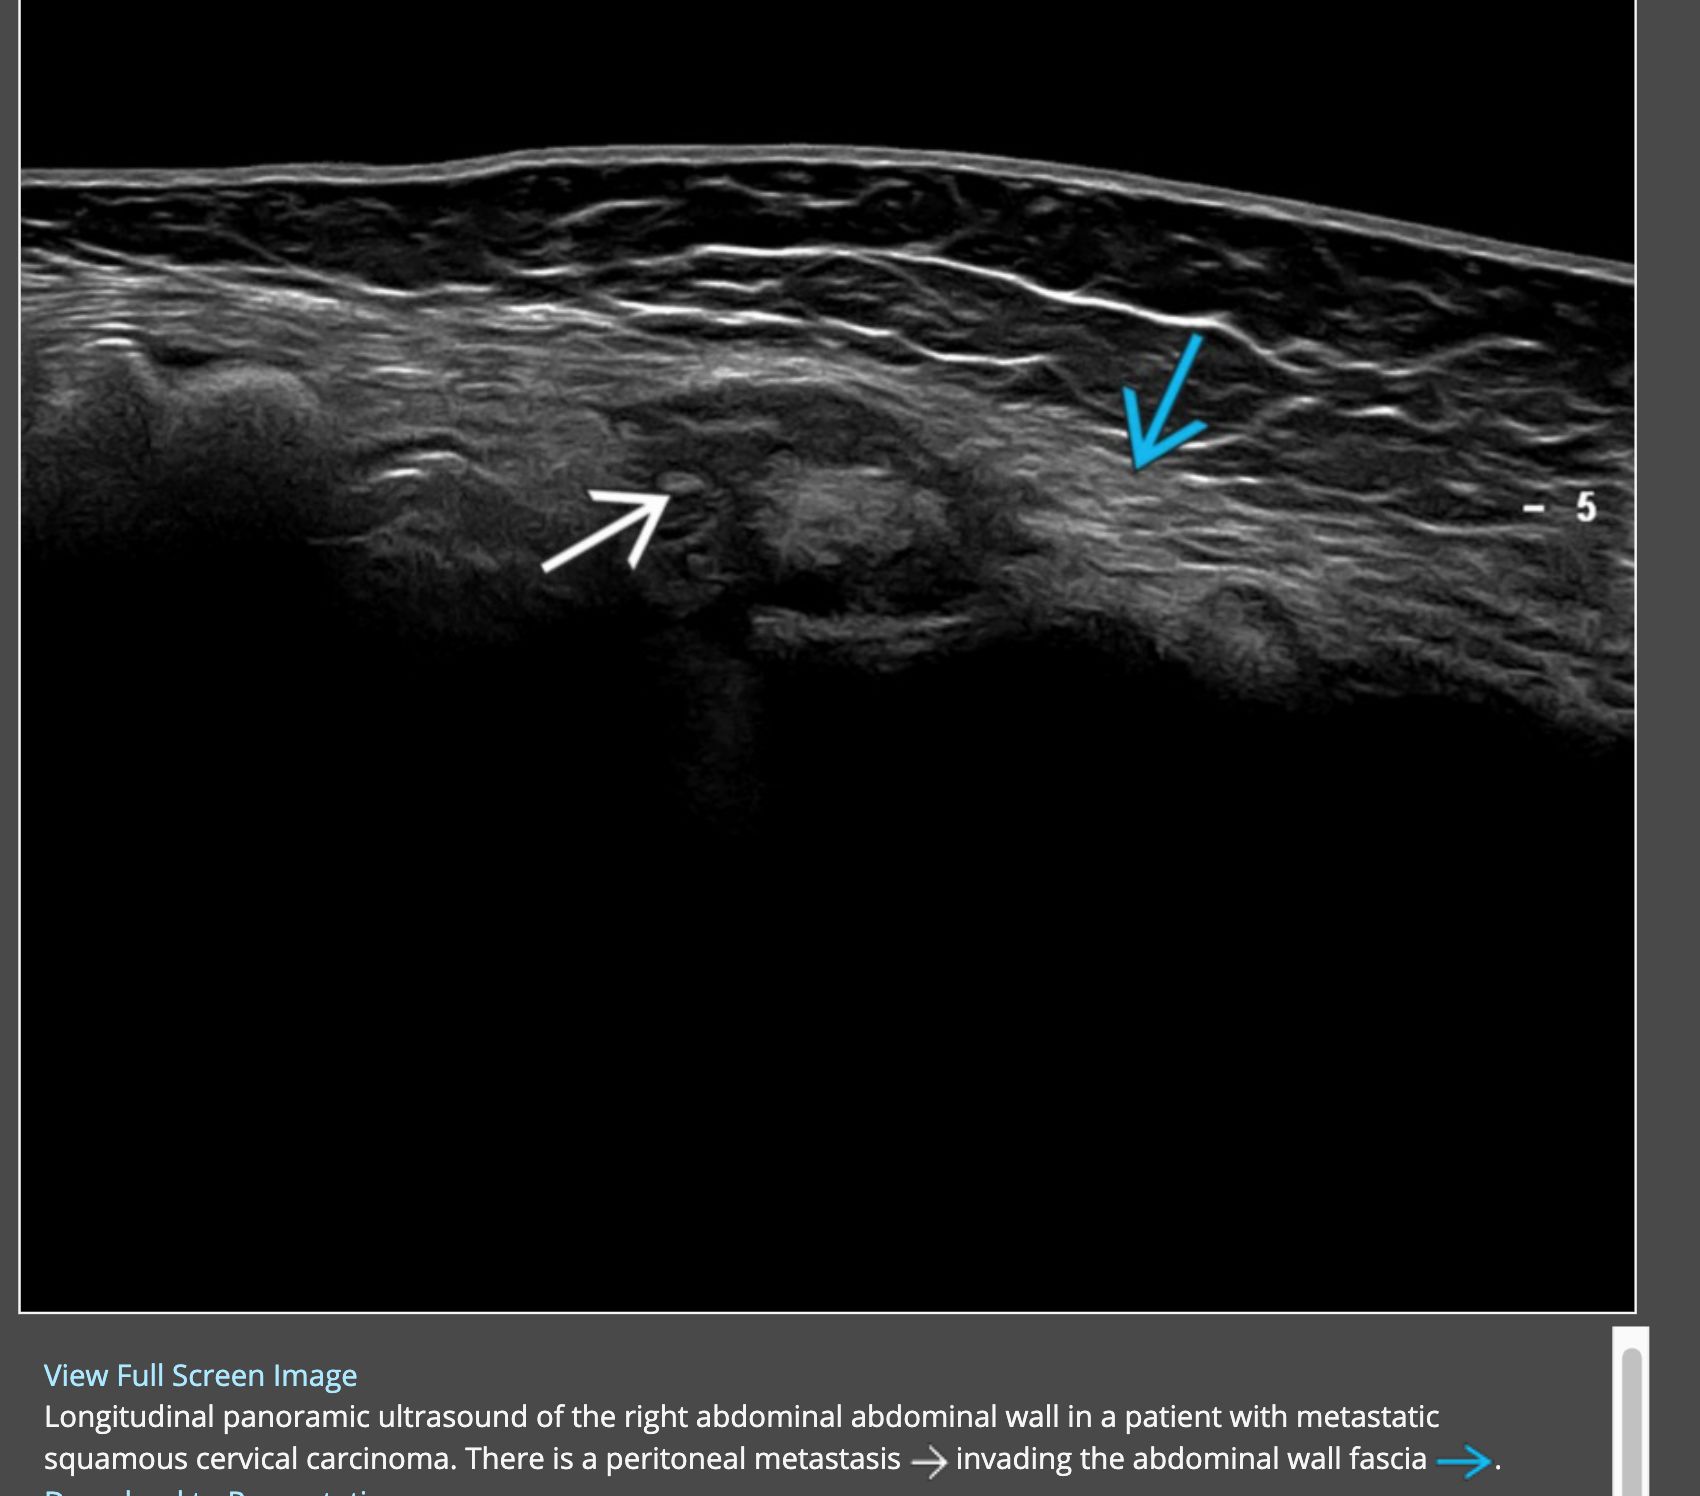 - 5
View Full Screen Image
Longitudinal panoramic ultrasound of the right abdominal abdominal wall in a patient with metastatic
squamous cervical carcinoma. There is a peritoneal metastasis → invading the abdominal wall fascia →.